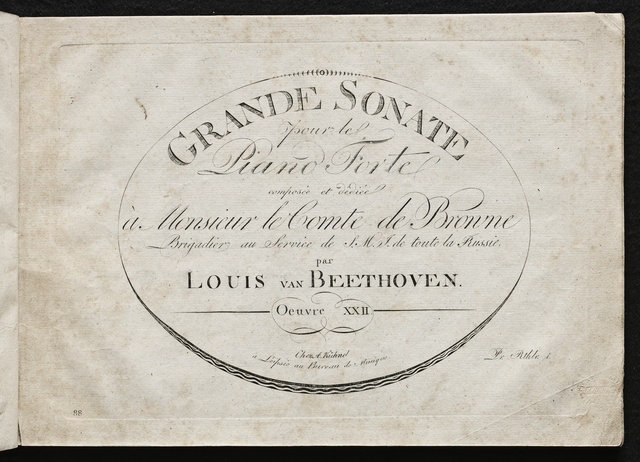 GRANDE SONATE
pour le
Piano Forte
composée et dédiée
à Monsieur le Comte de Browne
Brigadier au Service de S.M.I. de toute la Russie.
par
LOUIS VAN BEETHOVEN.
Oeuvre XXII
Chez A. Kühnel
à Leipsic au Bureau de Musique
Pr. 1 Rthlr.
88